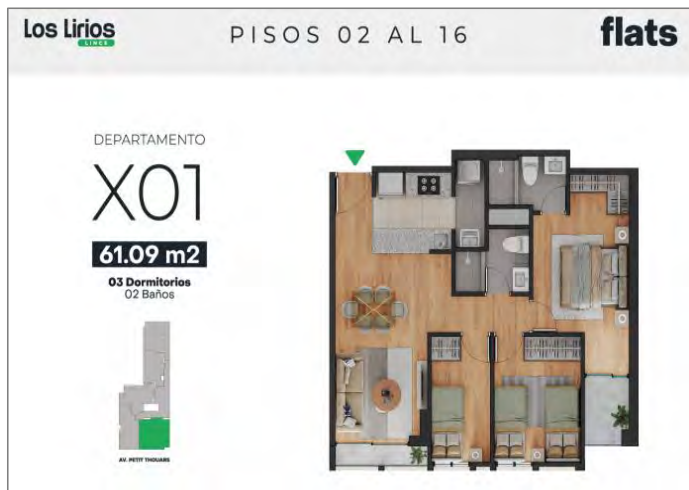 Los Lirios
LINCE
PISOS 02 AL 16
flats
DEPARTAMENTO
X01
61.09 m2
03 Dormitorios
02 Baños
AV. PETIT THOUARS